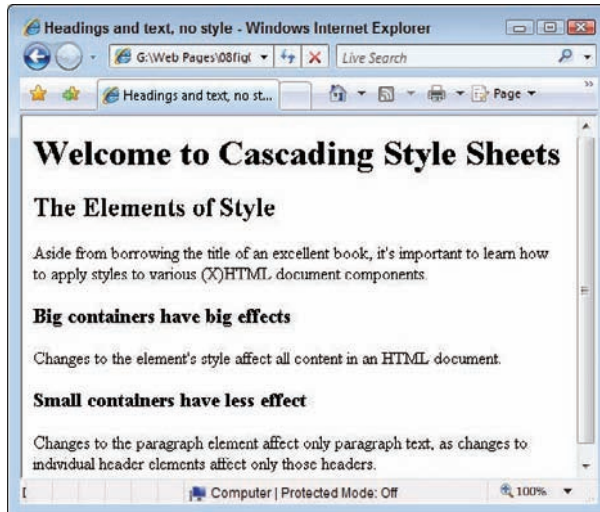 Headings and text, no style - Windows Internet Explorer
G:\Web Pages\08fig(
Live Search
Headings and text, no st...
Page
Welcome to Cascading Style Sheets
The Elements of Style
Aside from borrowing the title of an excellent book, it's important to learn how
to apply styles to various (X)HTML document components.
Big containers have big effects
Changes to the element's style affect all content in an HTML document.
Small containers have less effect
Changes to the paragraph element affect only paragraph text, as changes to
individual header elements affect only those headers.
Computer | Protected Mode: Off
100%